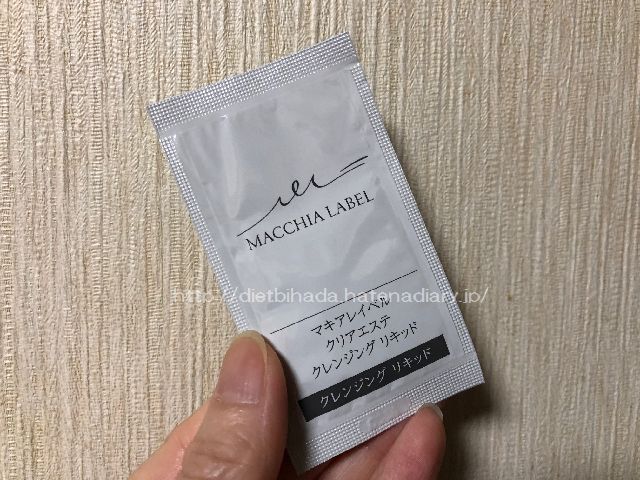 MACCHIA LABEL
http://dietbihada.hatenadiary.jp/
マキアレイベル
クリアエステ
クレンジング リキッド
クレンジング リキッド